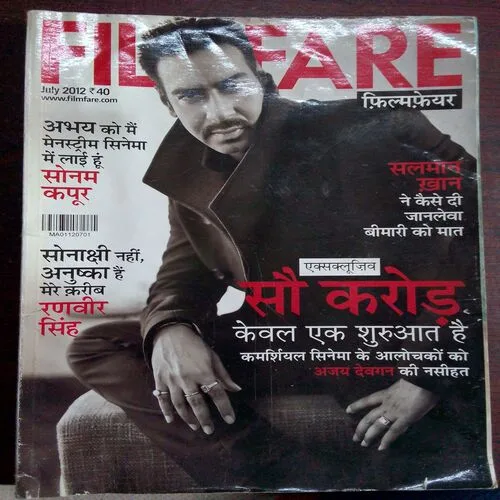 FILMFARE
July 2012 ₹ 40
www.filmfare.com
फ़िल्मफ़ेयर
अभय को मैं
मेनस्ट्रीम सिनेमा
में लाई हूं
सोनम
कपूर
सलमान
ख़ान
ने कैसे दी
जानलेवा
बीमारी को मात
MA01120701
सोनाक्षी नहीं,
अनुष्का हैं
मेरे क़रीब
रणवीर
सिंह
एक्सक्लूज़िव
सौ करोड़
केवल एक शुरुआत है
कमर्शियल सिनेमा के आलोचकों को
अजय देवगन की नसीहत